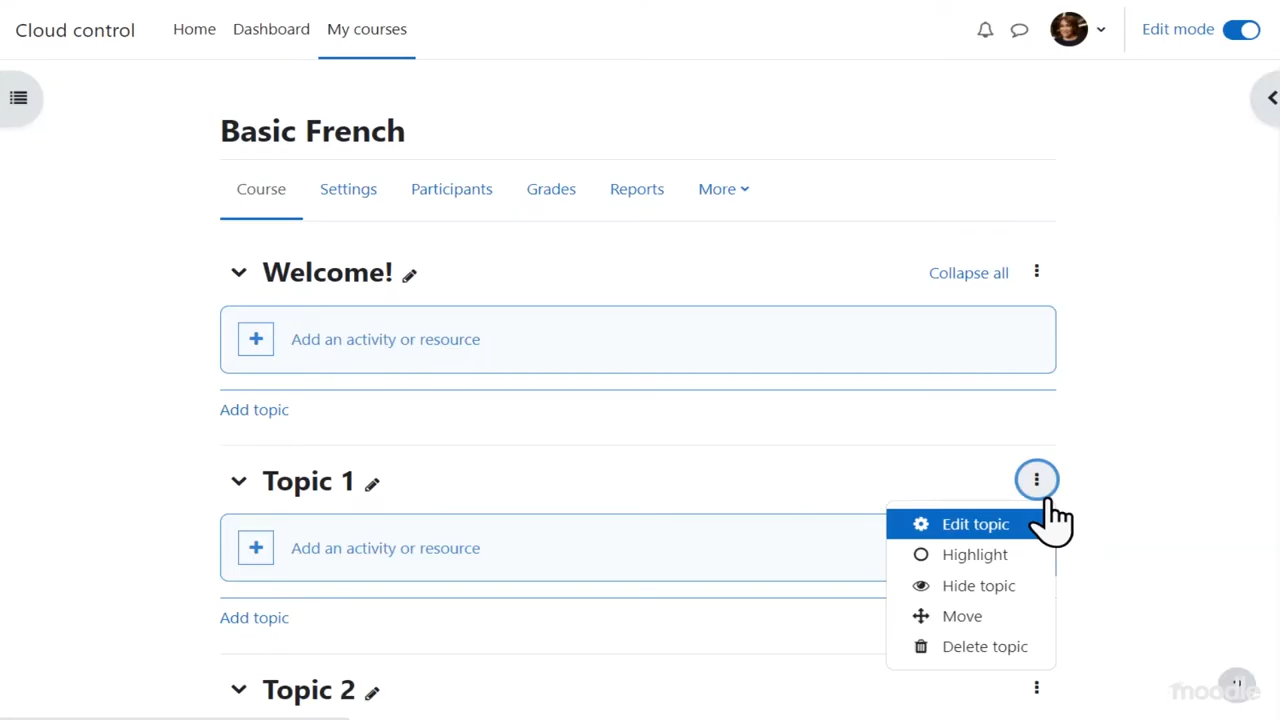 Cloud control Home Dashboard My courses Edit mode
Basic French
Course Settings Participants Grades Reports More
Welcome! Collapse all
Add an activity or resource
Add topic
Topic 1
Add an activity or resource
Add topic
Edit topic
Highlight
Hide topic
Move
Delete topic
Topic 2
moodle